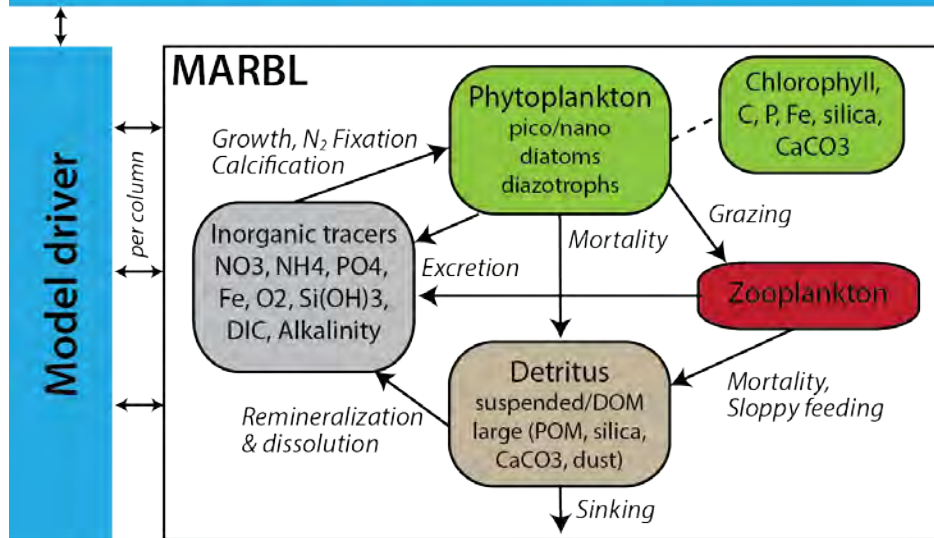 MARBL
Model driver
per column
Phytoplankton
pico/nano
diatoms
diazotrophs
Chlorophyll,
C, P, Fe, silica,
CaCO3
Growth, N₂ Fixation
Calcification
Grazing
Inorganic tracers
NO3, NH4, PO4,
Fe, O2, Si(OH)3,
DIC, Alkalinity
Mortality
Excretion
Zooplankton
Detritus
suspended/DOM
large (POM, silica,
CaCO3, dust)
Mortality,
Sloppy feeding
Remineralization
& dissolution
Sinking